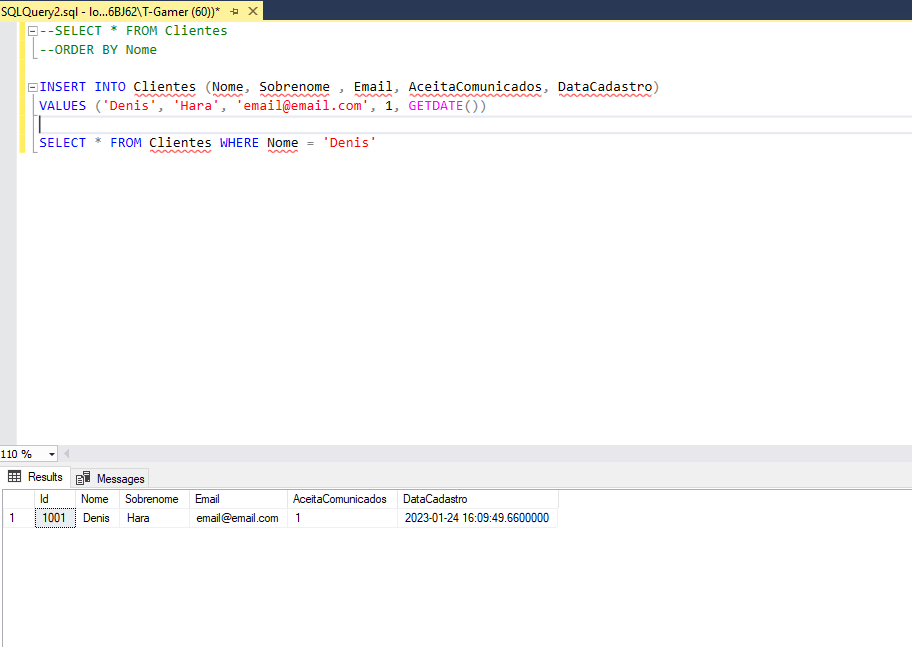 SQLQuery2.sql - lo...6BJ62\T-Gamer (60))*
--SELECT * FROM Clientes
--ORDER BY Nome
INSERT INTO Clientes (Nome, Sobrenome , Email, AceitaComunicados, DataCadastro)
VALUES ('Denis', 'Hara', 'email@email.com', 1, GETDATE())
SELECT * FROM Clientes WHERE Nome = 'Denis'
110 %
Results Messages
Id Nome Sobrenome Email AceitaComunicados DataCadastro
1 1001 Denis Hara email@email.com 1 2023-01-24 16:09:49.6600000